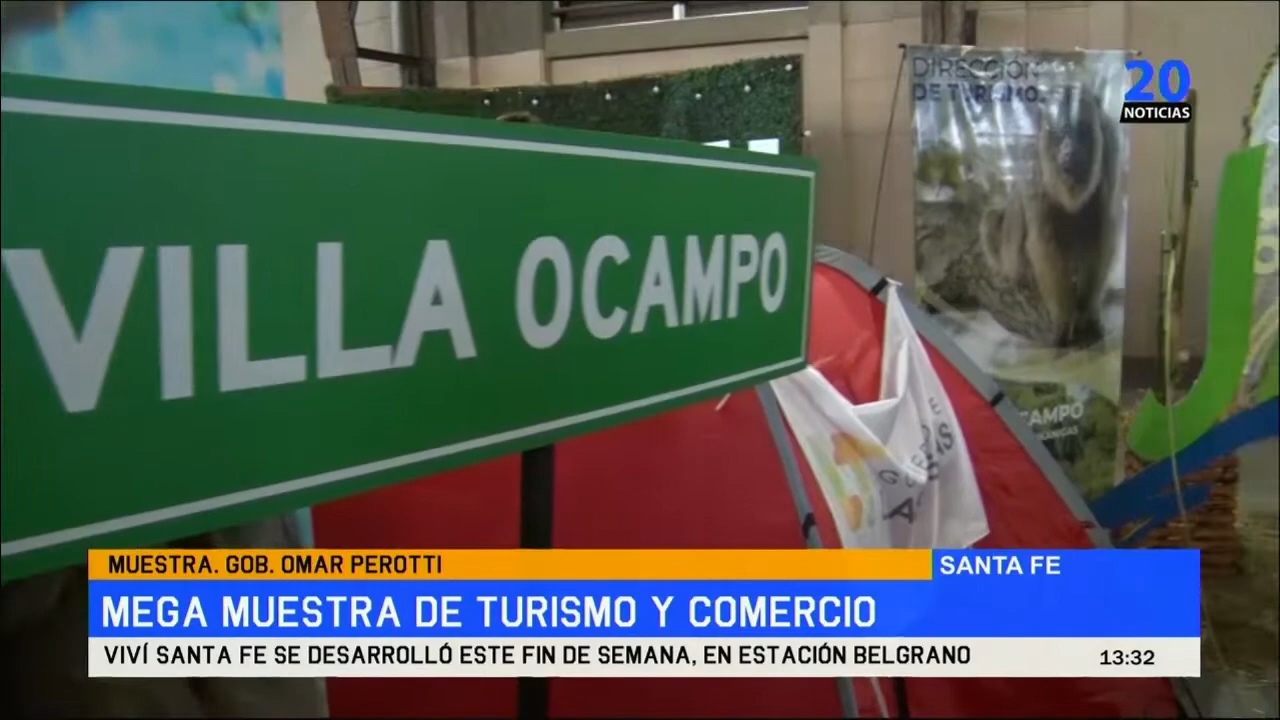 DIRECCIÓN
DE TURISMO
20
NOTICIAS
VILLA OCAMPO
MUESTRA. GOB. OMAR PEROTTI
SANTA FE
MEGA MUESTRA DE TURISMO Y COMERCIO
VIVÍ SANTA FE SE DESARROLLÓ ESTE FIN DE SEMANA, EN ESTACIÓN BELGRANO
13:32